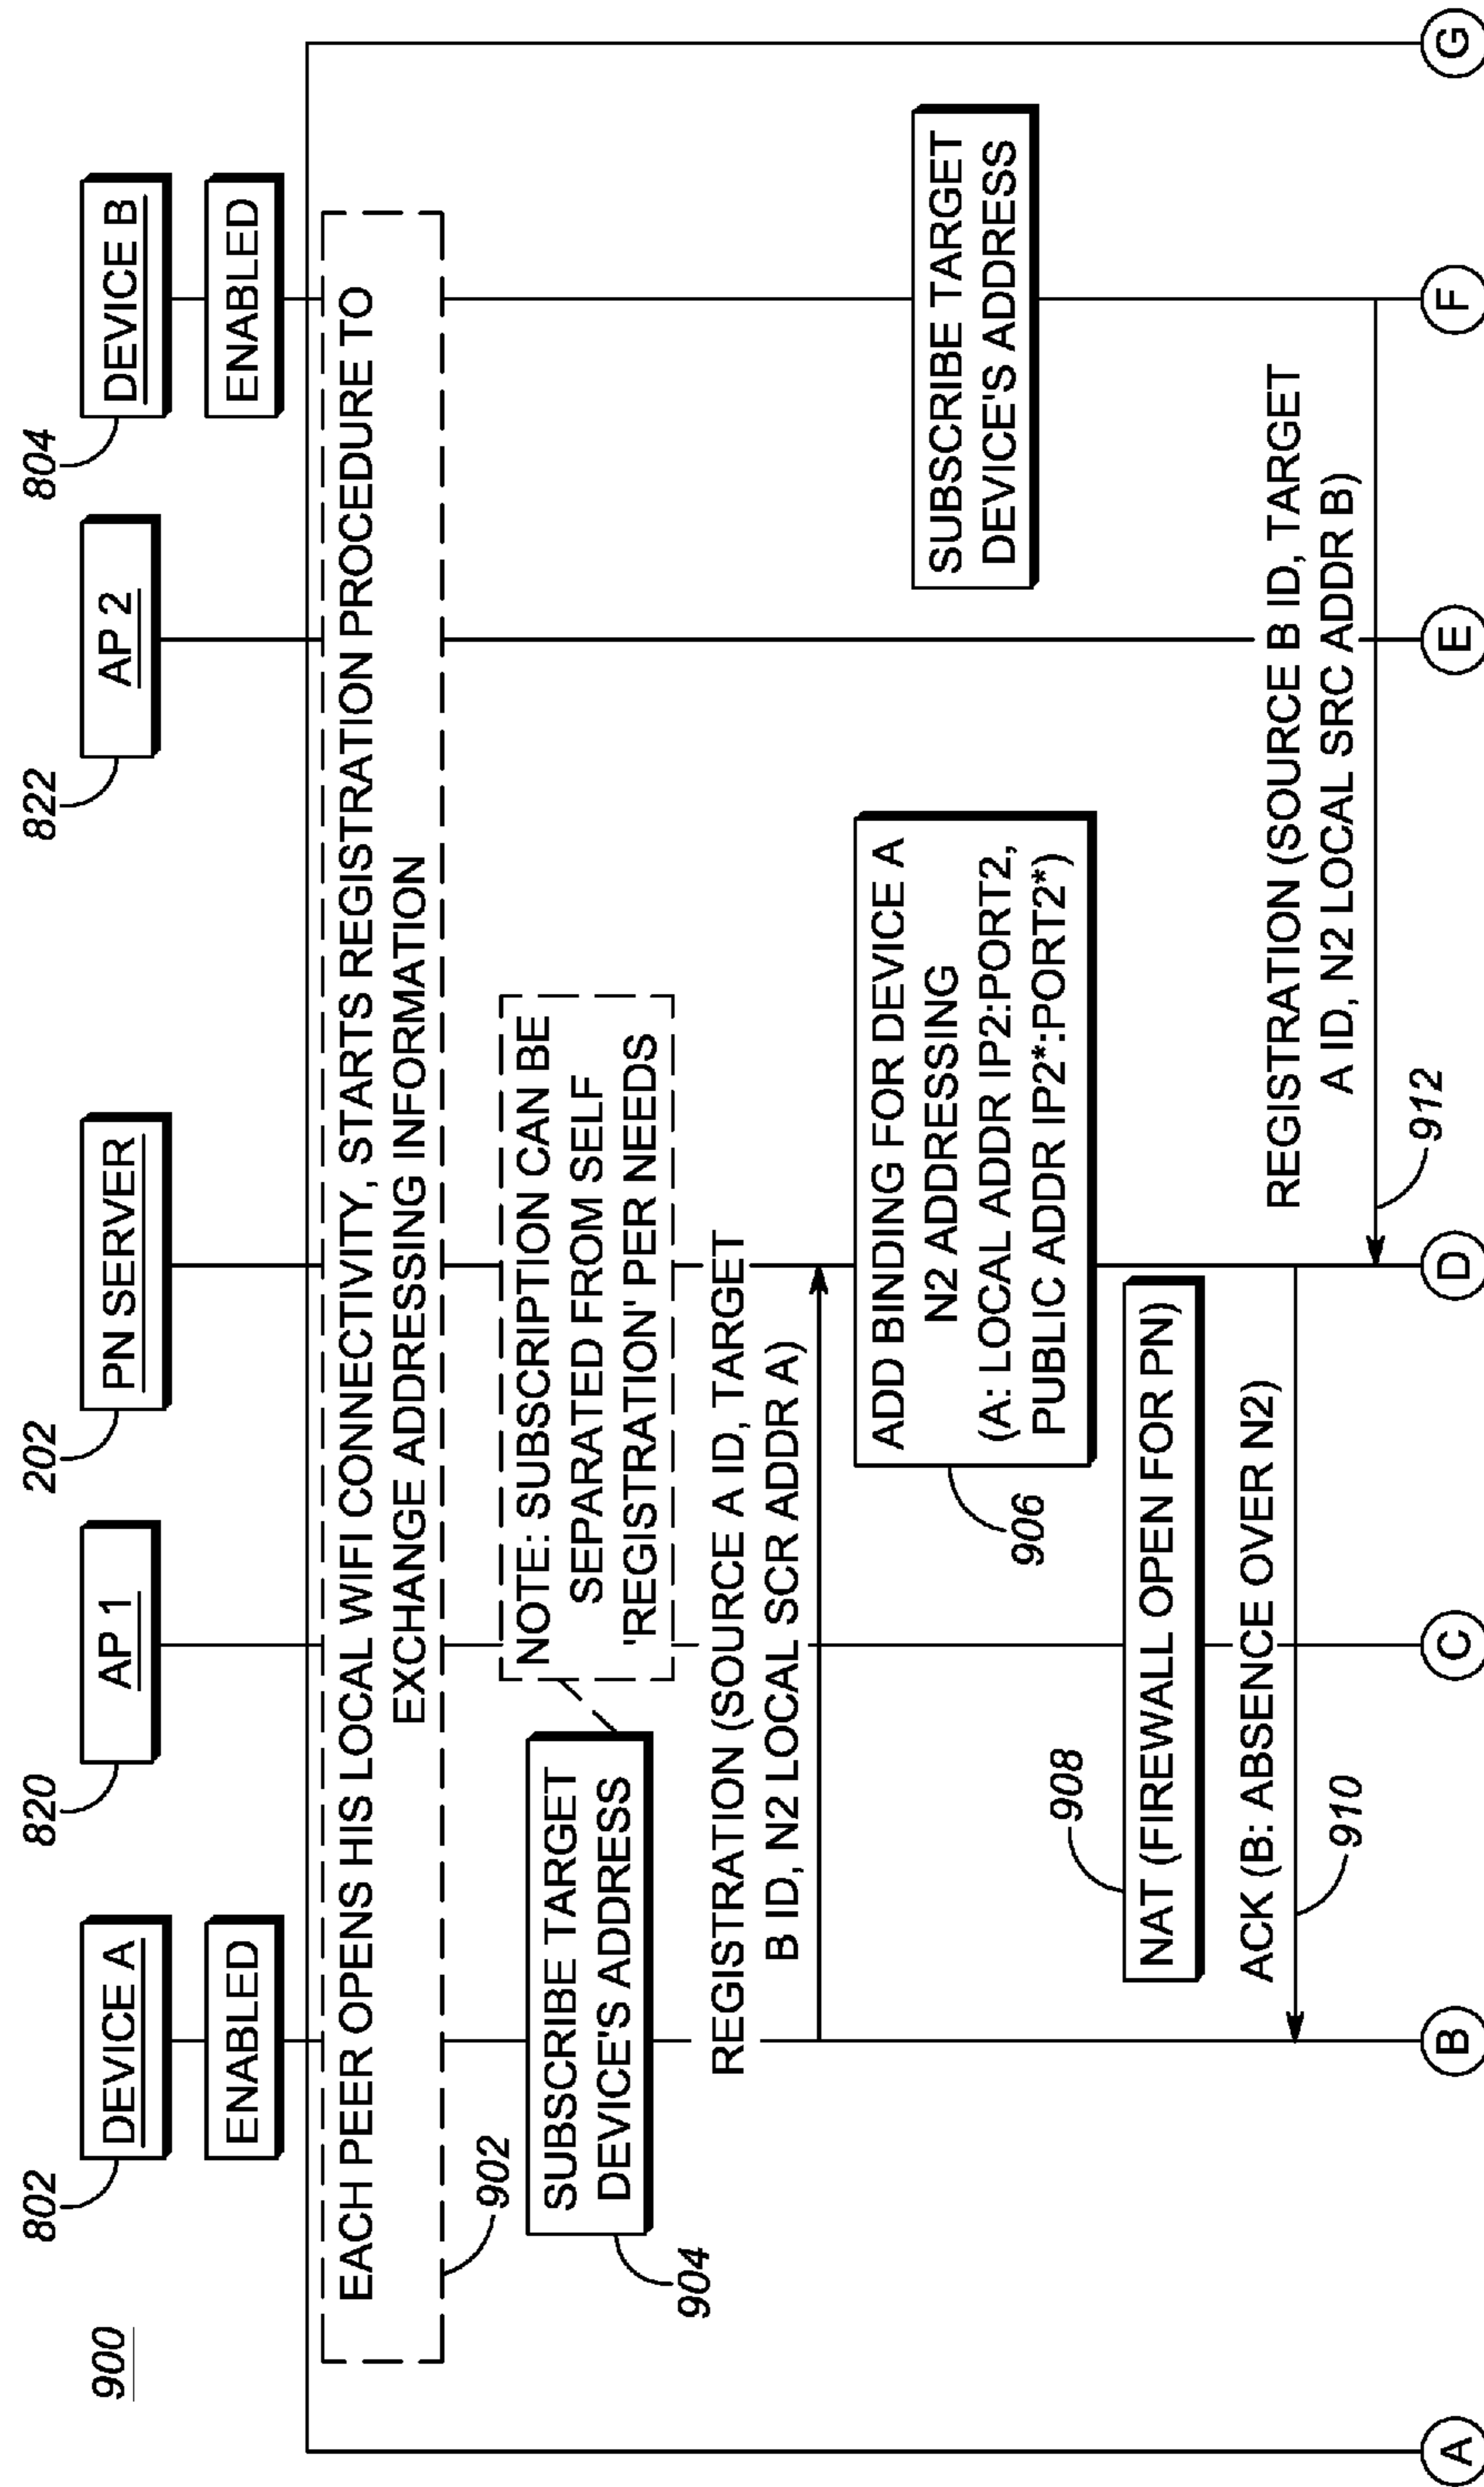 900
802
820
202
822
804
DEVICE A
AP 1
PN SERVER
AP 2
DEVICE B
ENABLED
ENABLED
EACH PEER OPENS HIS LOCAL WIFI CONNECTIVITY, STARTS REGISTRATION PROCEDURE TO
EXCHANGE ADDRESSING INFORMATION
902
NOTE: SUBSCRIPTION CAN BE
SEPARATED FROM SELF
'REGISTRATION' PER NEEDS
SUBSCRIBE TARGET
DEVICE'S ADDRESS
904
REGISTRATION (SOURCE A ID, TARGET
B ID, N2 LOCAL SCR ADDR A)
ADD BINDING FOR DEVICE A
N2 ADDRESSING
(A: LOCAL ADDR IP2:PORT2,
PUBLIC ADDR IP2*:PORT2*)
906
SUBSCRIBE TARGET
DEVICE'S ADDRESS
908
NAT (FIREWALL OPEN FOR PN)
ACK (B: ABSENCE OVER N2)
910
REGISTRATION (SOURCE B ID, TARGET
A ID, N2 LOCAL SRC ADDR B)
912
A
B
C
D
E
F
G